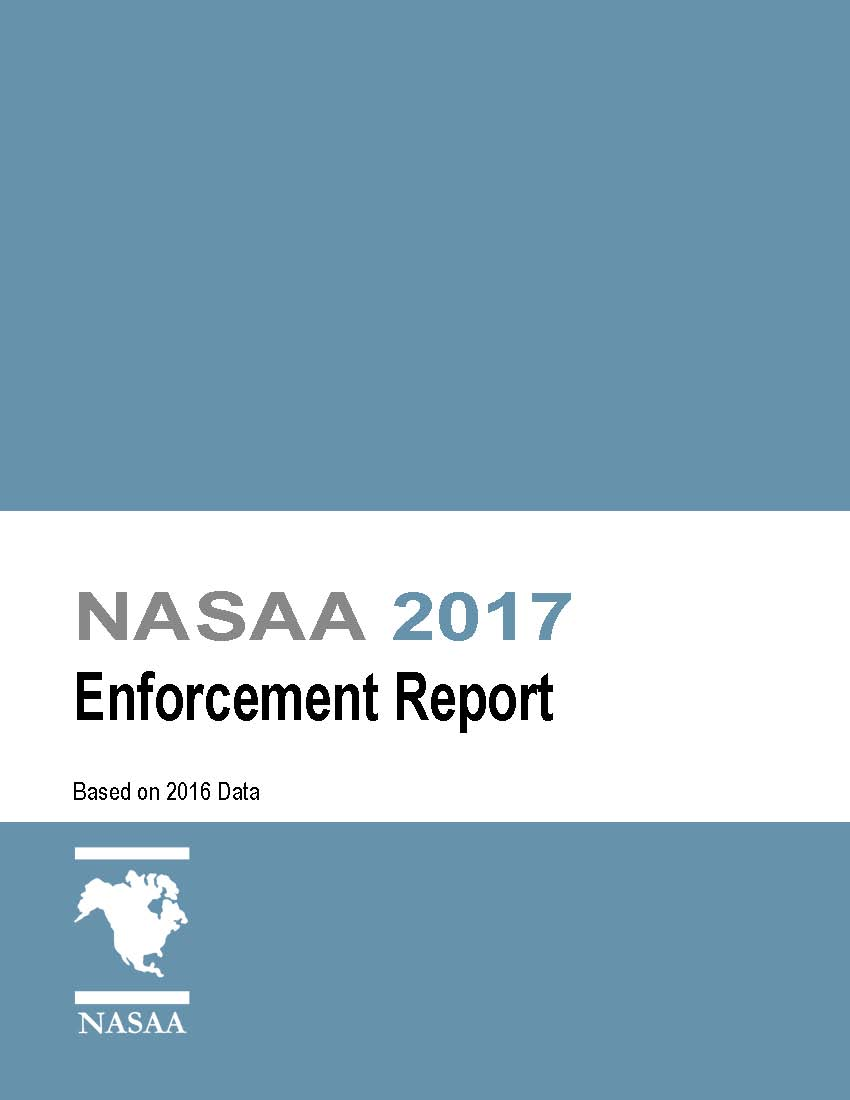 NASAA 2017
Enforcement Report
Based on 2016 Data
NASAA